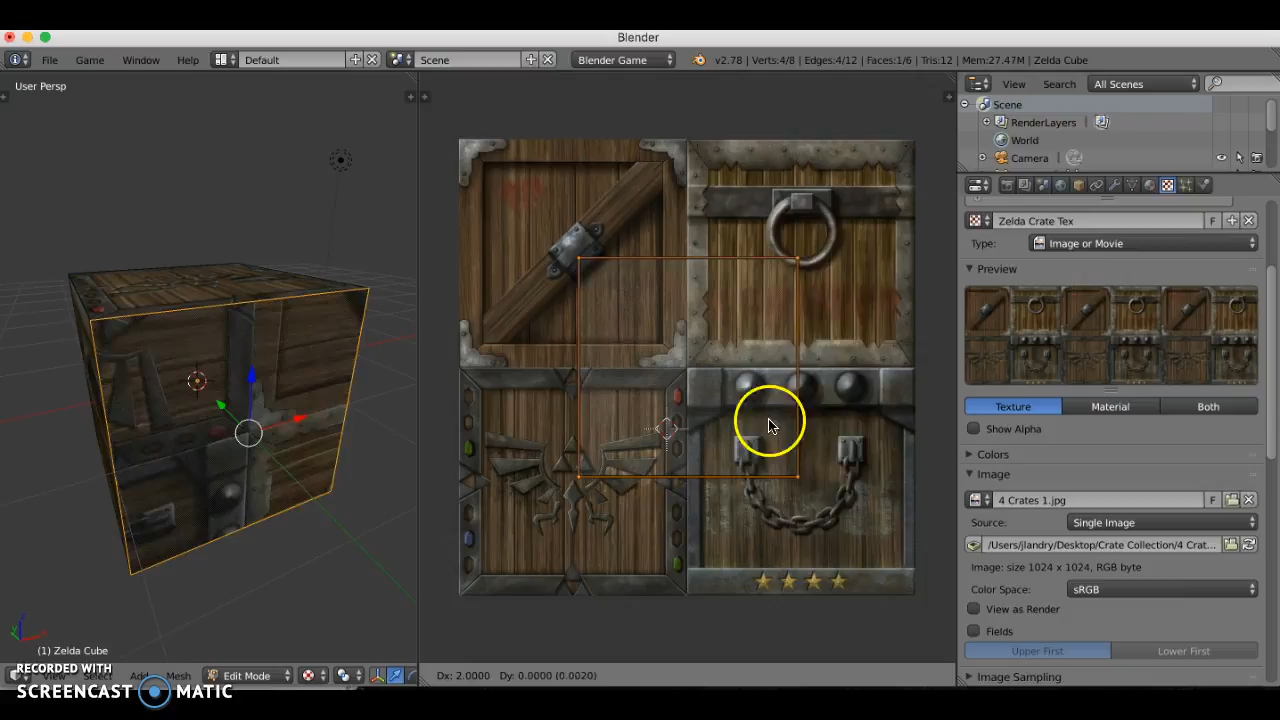 Blender
File Game Window Help Default Scene Blender Game v2.78 | Verts:4/8 | Edges:4/12 | Faces:1/6 | Tris:12 | Mem:27.47M | Zelda Cube
User Persp
View Search All Scenes
Scene
RenderLayers
World
Camera
Zelda Crate Tex F
Type: Image or Movie
Preview
Texture Material Both
Show Alpha
Colors
Image
4 Crates 1.jpg F
Source: Single Image
/Users/jlandry/Desktop/Crate Collection/4 Crat...
Image: size 1024 x 1024, RGB byte
Color Space: sRGB
View as Render
Fields
Upper First Lower First
Image Sampling
(1) Zelda Cube
View Select Add Mesh Edit Mode
Dx: 2.0000 Dy: 0.0000 (0.0020)
RECORDED WITH
SCREENCAST MATIC